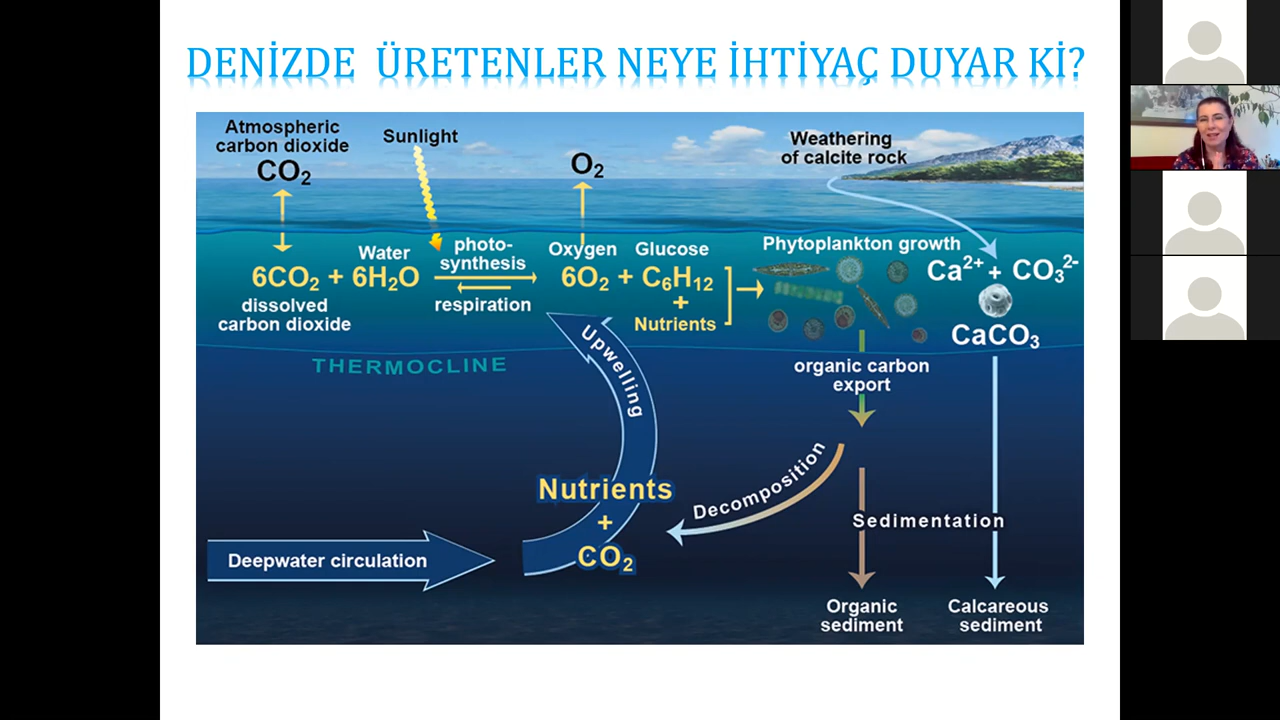 DENİZDE ÜRETENLER NEYE İHTİYAÇ DUYAR Kİ?
Atmospheric
carbon dioxide
CO₂
Sunlight
O₂
Weathering
of calcite rock
Water
photo-
synthesis
Oxygen
Glucose
Phytoplankton growth
6CO₂ + 6H₂O
6O₂ + C₆H₁₂
Ca²⁺ + CO₃²⁻
dissolved
carbon dioxide
respiration
+
Nutrients
CaCO₃
THERMOCLINE
Upwelling
organic carbon
export
Decomposition
Nutrients
+
CO₂
Sedimentation
Deepwater circulation
Organic
sediment
Calcareous
sediment